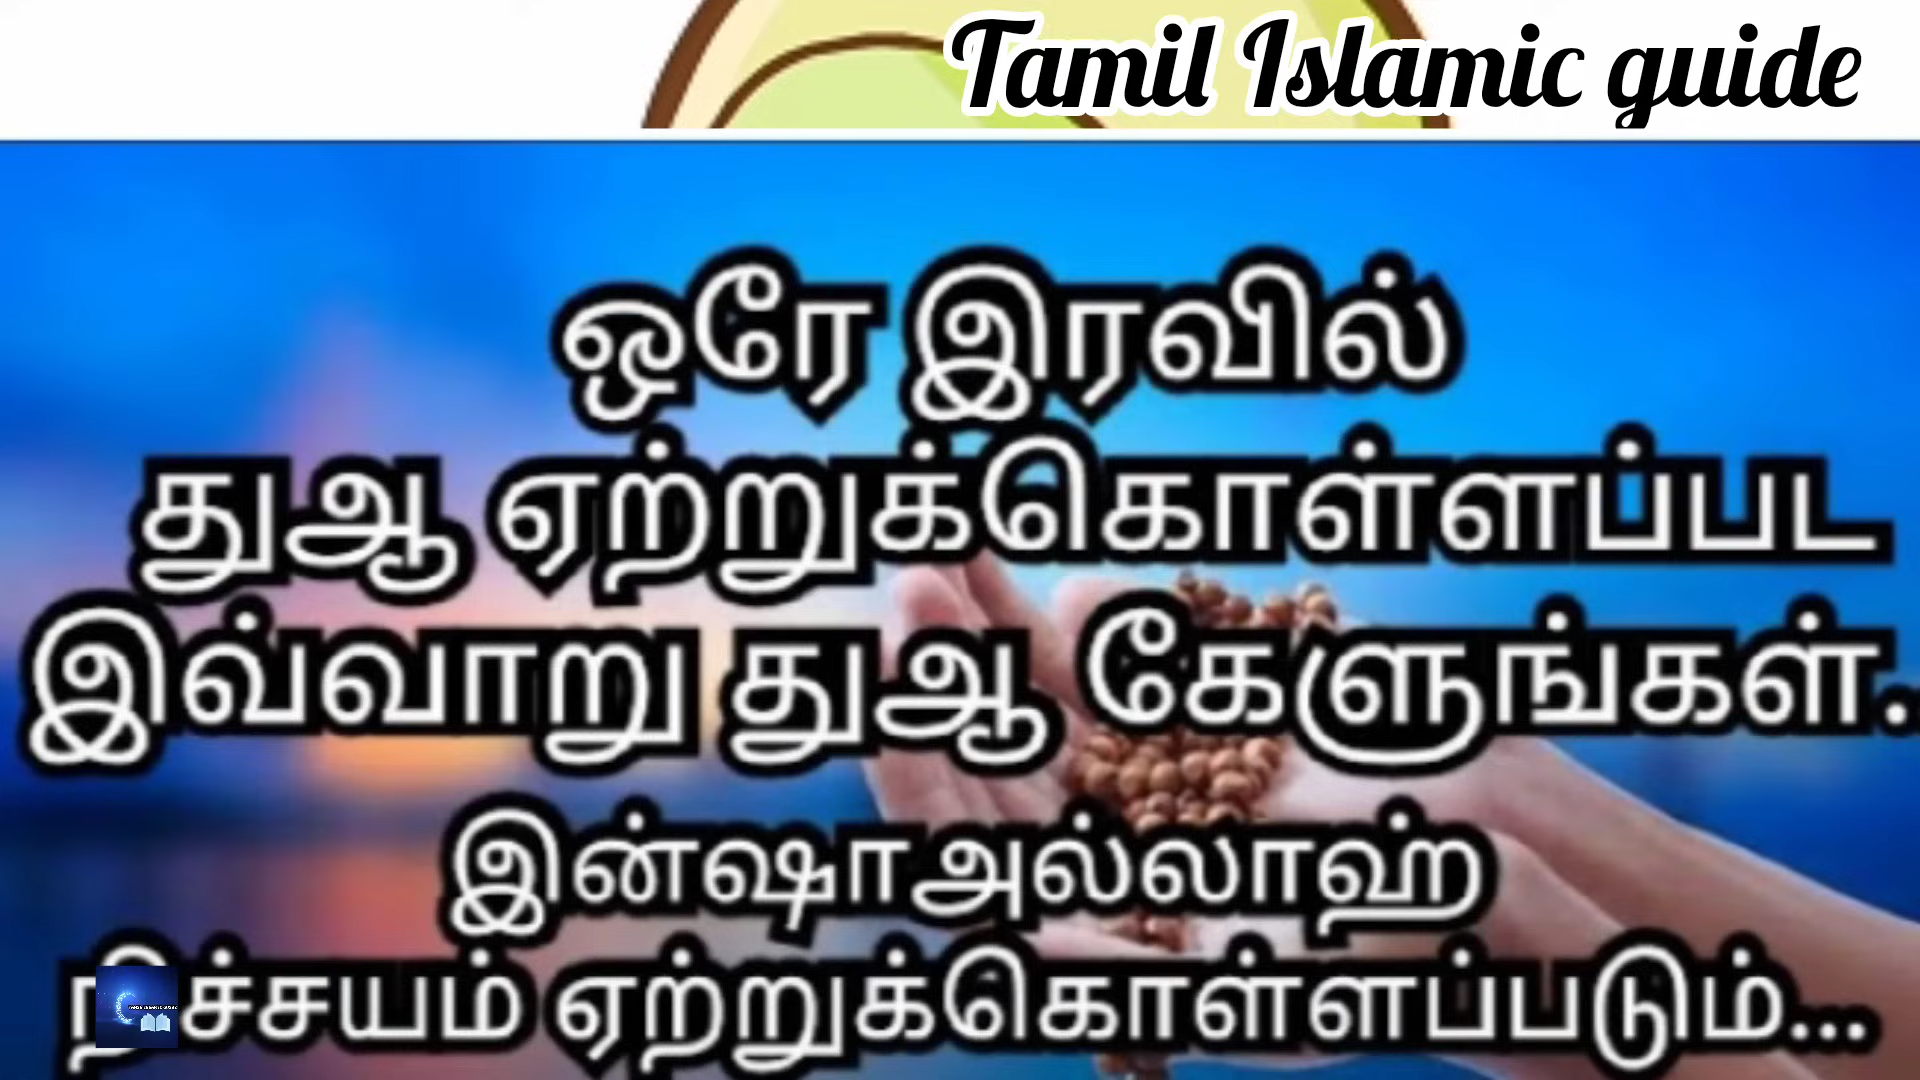 Tamil Islamic guide
ஒரே இரவில்
துஆ ஏற்றுக்கொள்ளப்பட
இவ்வாறு துஆ கேளுங்கள்.
இன்ஷாஅல்லாஹ்
நிச்சயம் ஏற்றுக்கொள்ளப்படும்...